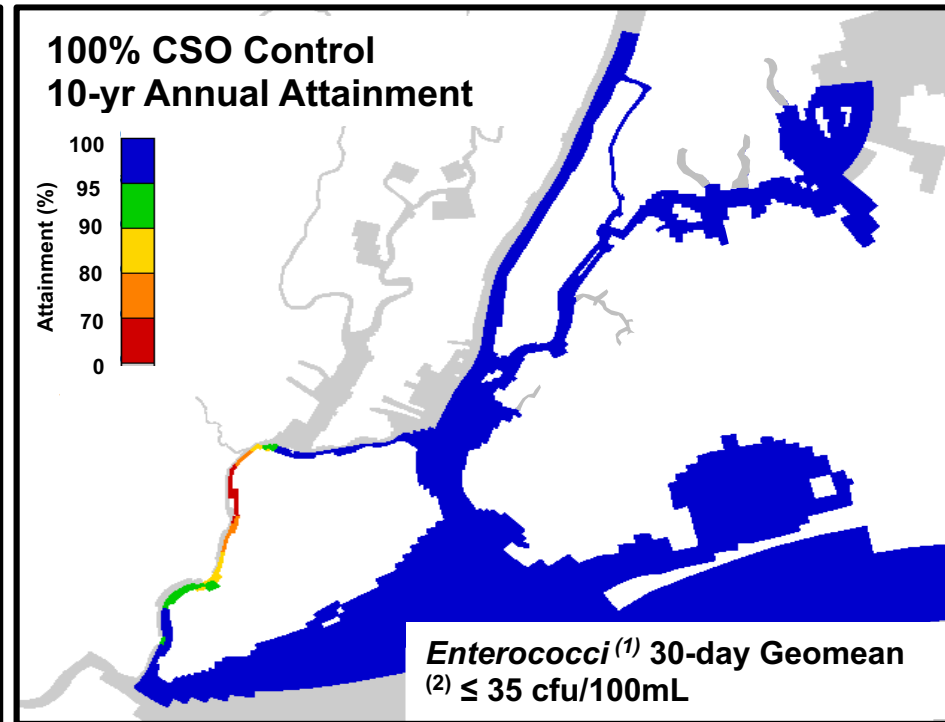 100% CSO Control
10-yr Annual Attainment
Attainment (%)
100
95
90
80
70
0
Enterococci (1) 30-day Geomean
(2) ≤ 35 cfu/100mL